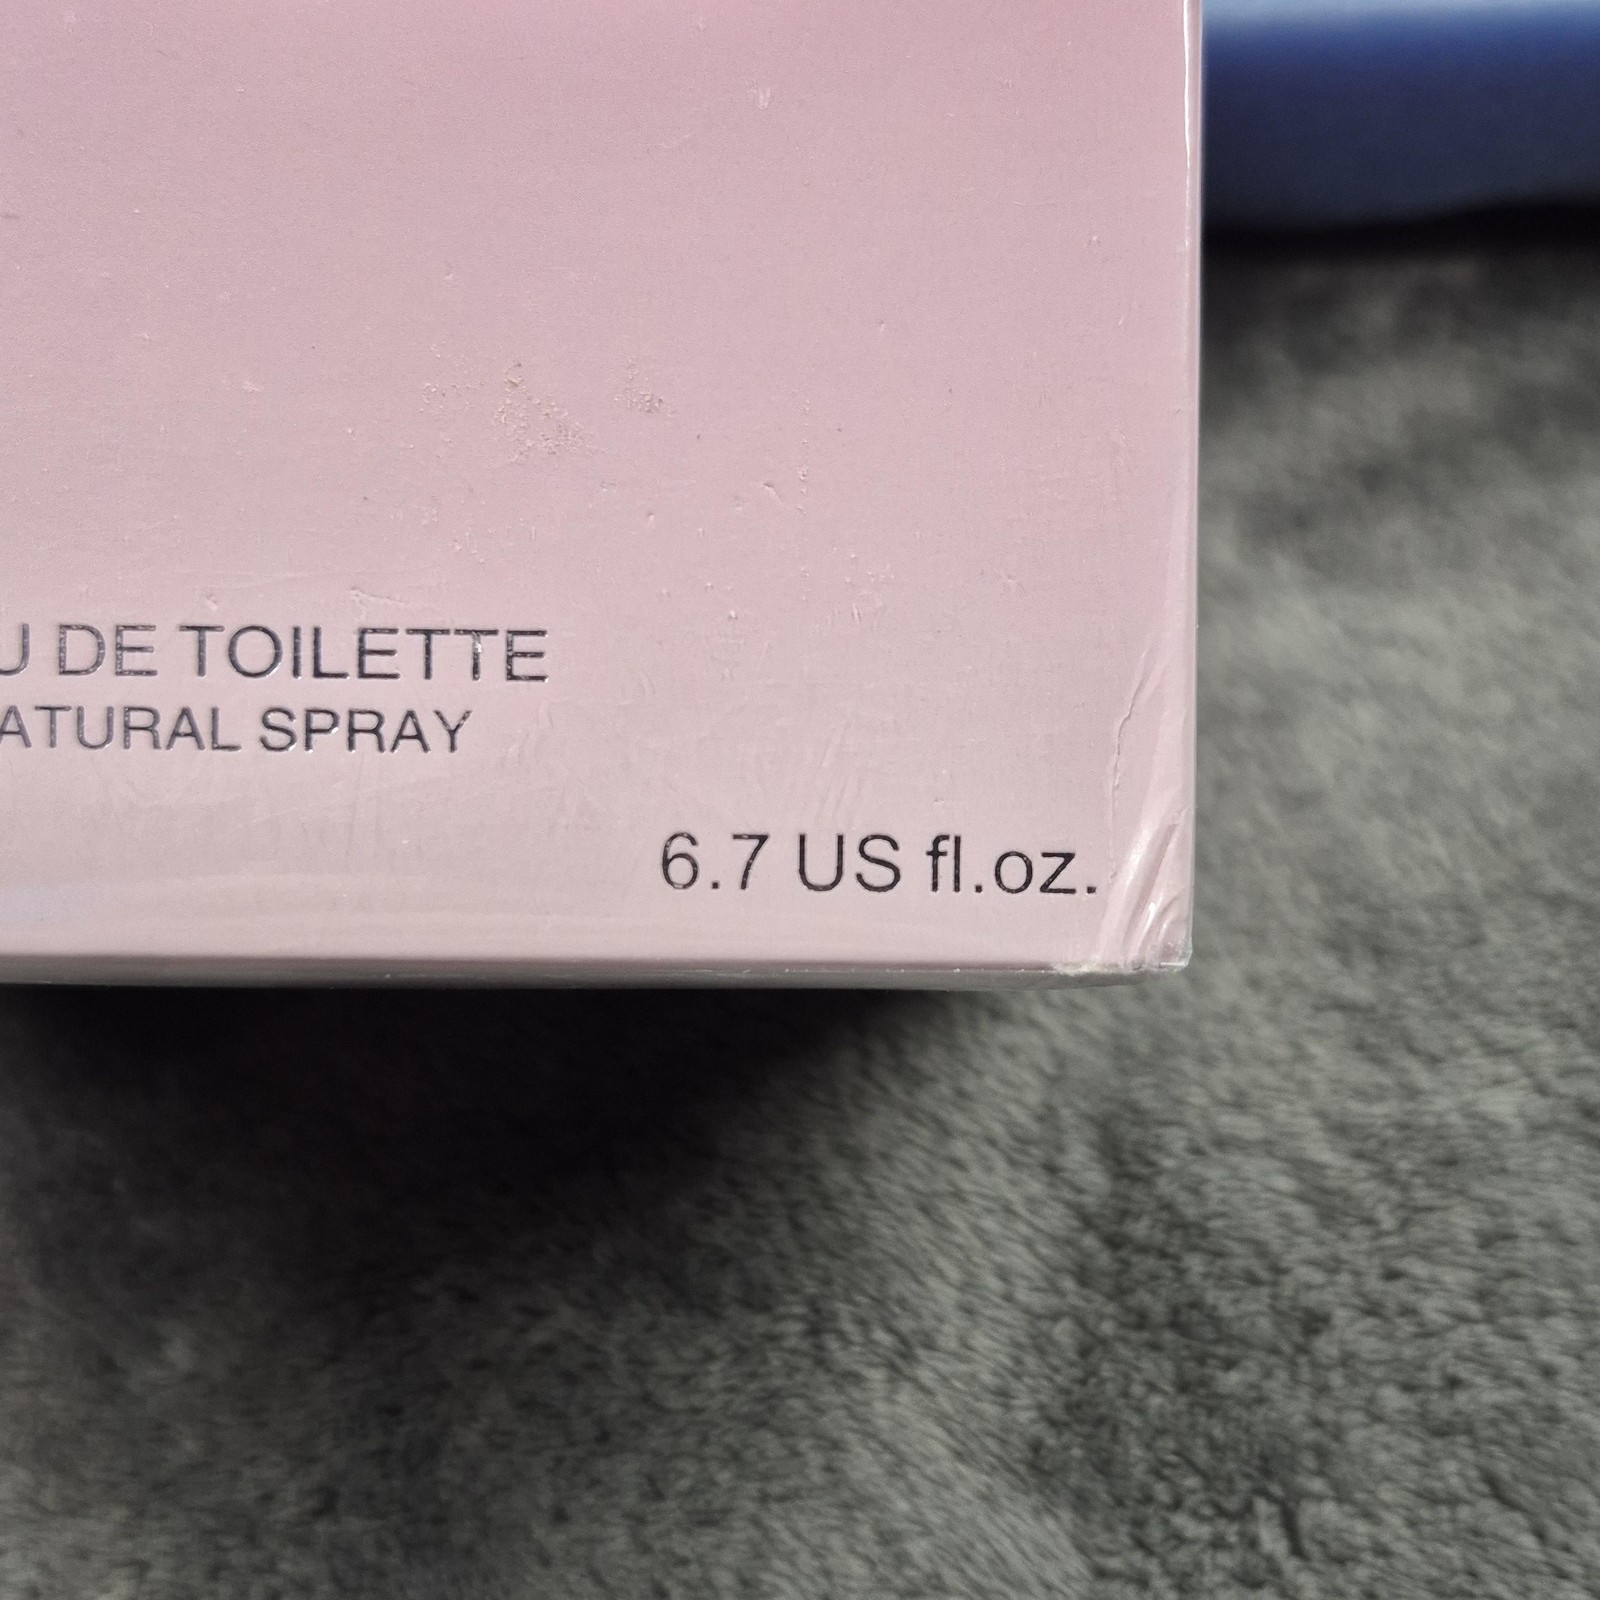 U DE TOILETTE
ATURAL SPRAY
6.7 US fl.oz.